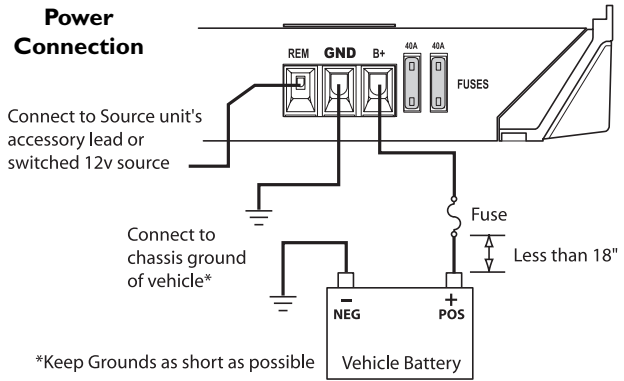 Power
Connection
REM GND B+ 40A 40A
FUSES
Connect to Source unit's
accessory lead or
switched 12v source
Fuse
Less than 18"
Connect to
chassis ground
of vehicle*
− +
NEG POS
Vehicle Battery
*Keep Grounds as short as possible